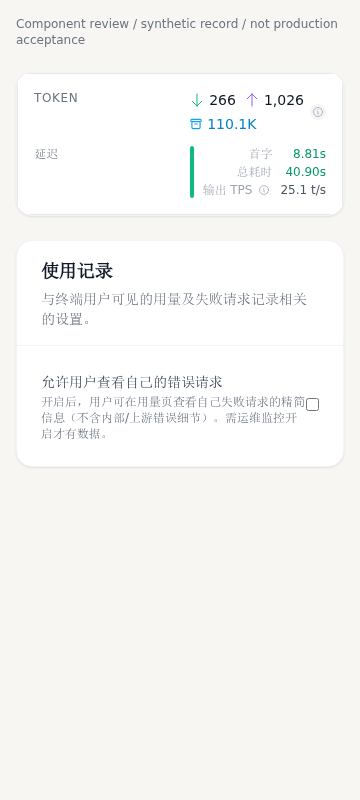 Component review / synthetic record / not production
acceptance
TOKEN
266 1,026
110.1K
延迟
首字 8.81s
总耗时 40.90s
输出 TPS 25.1 t/s
使用记录
与终端用户可见的用量及失败请求记录相关
的设置。
允许用户查看自己的错误请求
开启后，用户可在用量页查看自己失败请求的精简
信息（不含内部/上游错误细节）。需运维监控开
启才有数据。